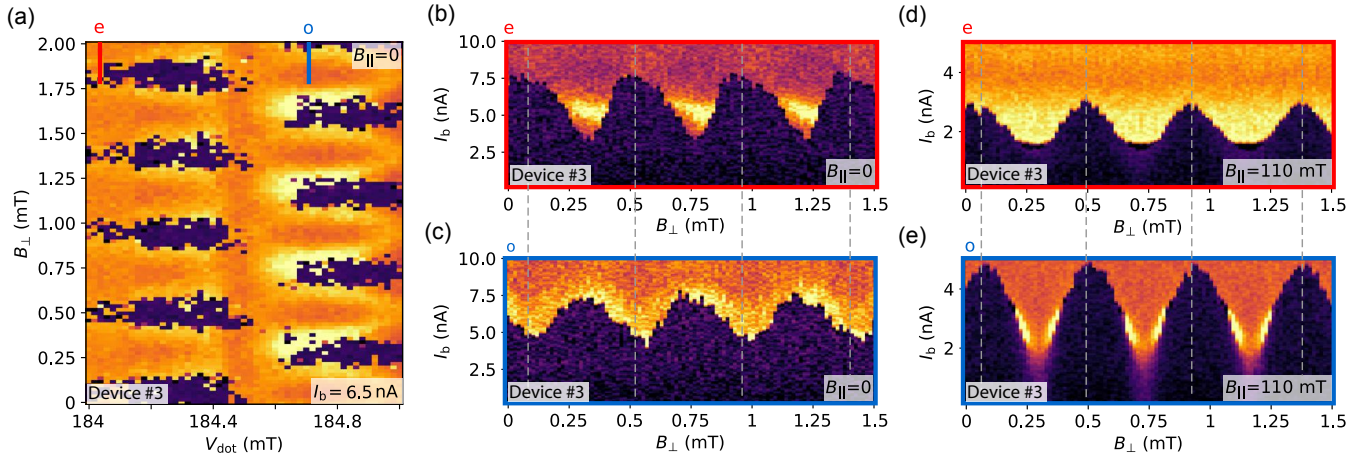 (a)
e
o
B⊥ (mT)
2.00
1.75
1.50
1.25
1.00
0.75
0.50
0.25
0
B||=0
Device #3
Ib = 6.5 nA
184
184.4
184.8
Vdot (mT)
(b)
e
Ib (nA)
10.0
7.5
5.0
2.5
Device #3
B||=0
0
0.25
0.5
0.75
1
1.25
1.5
B⊥ (mT)
(c)
o
Ib (nA)
10.0
7.5
5.0
2.5
Device #3
B||=0
0
0.25
0.5
0.75
1
1.25
1.5
B⊥ (mT)
(d)
e
Ib (nA)
4
2
Device #3
B||=110 mT
0
0.25
0.5
0.75
1
1.25
1.5
B⊥ (mT)
(e)
o
Ib (nA)
4
2
Device #3
B||=110 mT
0
0.25
0.5
0.75
1
1.25
1.5
B⊥ (mT)